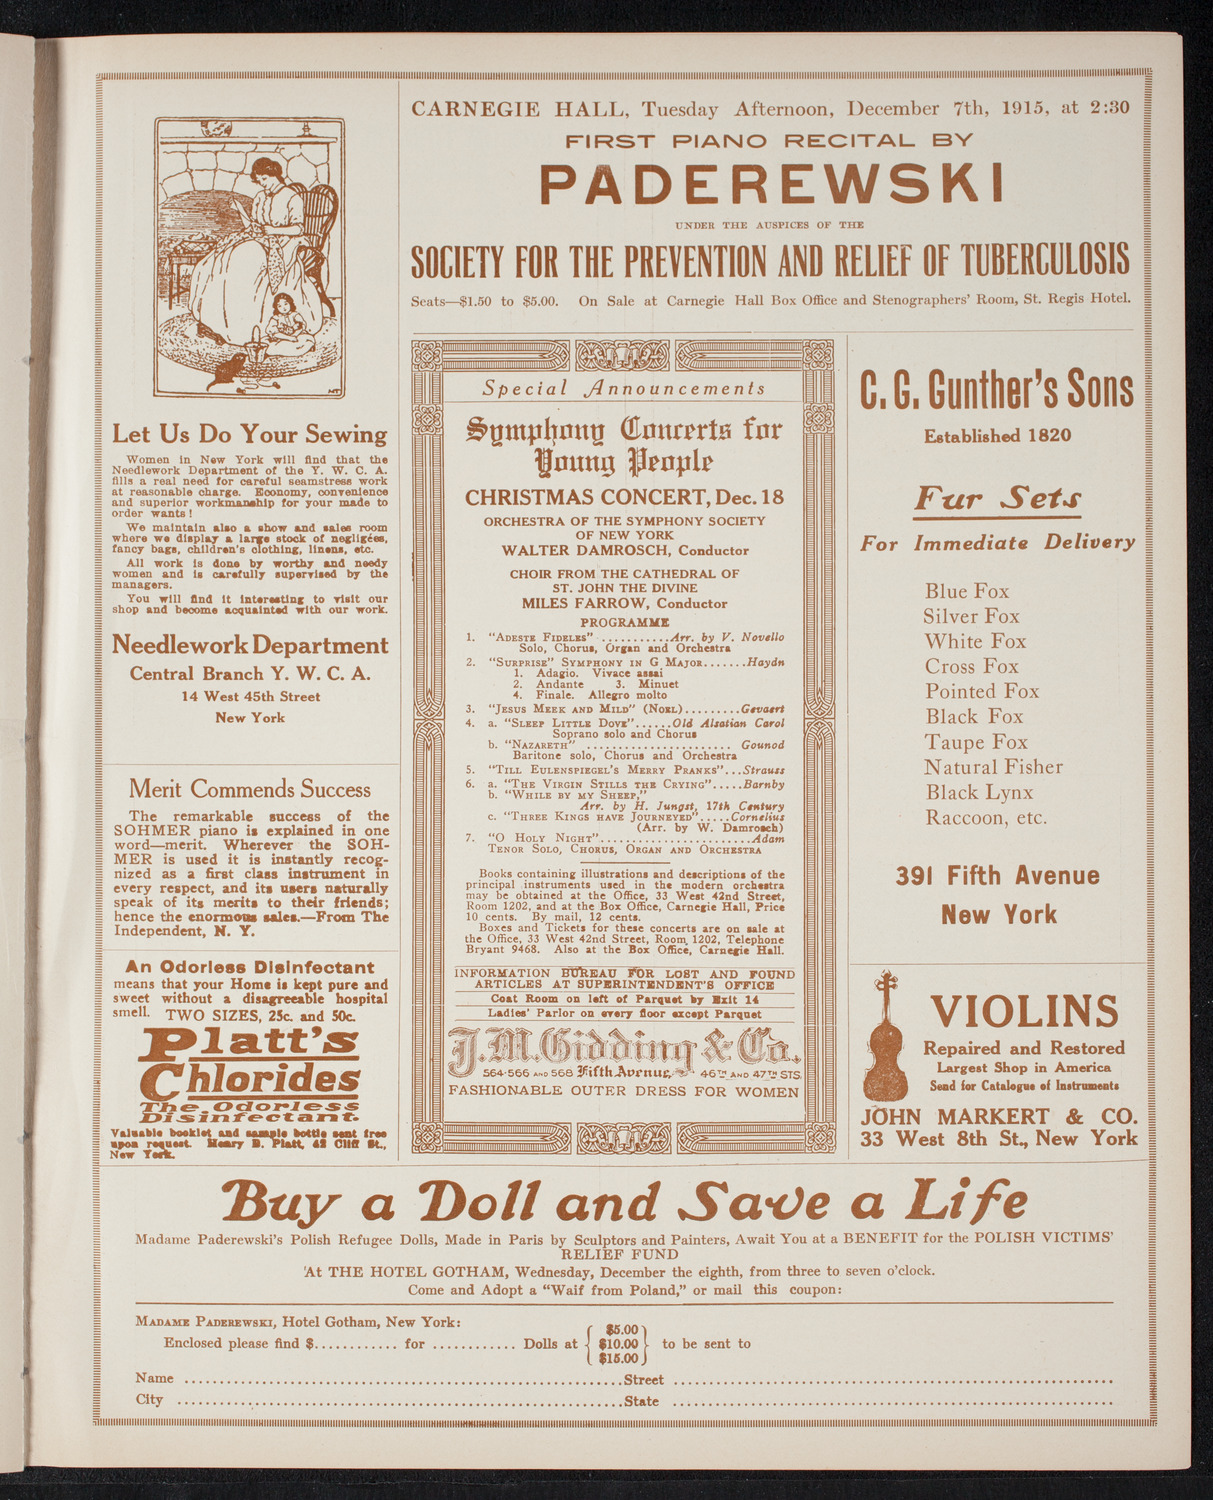 CARNEGIE HALL, Tuesday Afternoon, December 7th, 1915, at 2:30
FIRST PIANO RECITAL BY
PADEREWSKI
UNDER THE AUSPICES OF THE
SOCIETY FOR THE PREVENTION AND RELIEF OF TUBERCULOSIS
Seats—$1.50 to $5.00. On Sale at Carnegie Hall Box Office and Stenographers' Room, St. Regis Hotel.
MT
Let Us Do Your Sewing
Women in New York will find that the
Needlework Department of the Y. W. C. A.
fills a real need for careful seamstress work
at reasonable charge. Economy, convenience
and superior workmanship for your made to
order wants!
We maintain also a show and sales room
where we display a large stock of negligées,
fancy bags, children's clothing, linens, etc.
All work is done by worthy and needy
women and is carefully supervised by the
managers.
You will find it interesting to visit our
shop and become acquainted with our work.
Needlework Department
Central Branch Y. W. C. A.
14 West 45th Street
New York
Merit Commends Success
The remarkable success of the
SOHMER piano is explained in one
word—merit. Wherever the SOH-
MER is used it is instantly recog-
nized as a first class instrument in
every respect, and its users naturally
speak of its merits to their friends;
hence the enormous sales.—From The
Independent, N. Y.
An Odorless Disinfectant
means that your Home is kept pure and
sweet without a disagreeable hospital
smell. TWO SIZES, 25c. and 50c.
Platt's
Chlorides
The Odorless
Disinfectant.
Valuable booklet and sample bottle sent free
upon request. Henry B. Platt, 42 Cliff St.,
New York.
Special Announcements
Symphony Concerts for
Young People
CHRISTMAS CONCERT, Dec. 18
ORCHESTRA OF THE SYMPHONY SOCIETY
OF NEW YORK
WALTER DAMROSCH, Conductor
CHOIR FROM THE CATHEDRAL OF
ST. JOHN THE DIVINE
MILES FARROW, Conductor
PROGRAMME
1. "ADESTE FIDELES" ...........Arr. by V. Novello
Solo, Chorus, Organ and Orchestra
2. "SURPRISE" SYMPHONY IN G MAJOR.......Haydn
1. Adagio. Vivace assai
2. Andante 3. Minuet
4. Finale. Allegro molto
3. "JESUS MEEK AND MILD" (NOEL).........Gevaert
4. a. "SLEEP LITTLE DOVE"......Old Alsatian Carol
Soprano solo and Chorus
b. "NAZARETH" ...................... Gounod
Baritone solo, Chorus and Orchestra
5. "TILL EULENSPIEGEL'S MERRY PRANKS"...Strauss
6. a. "THE VIRGIN STILLS THE CRYING".....Barnby
b. "WHILE BY MY SHEEP,"
Arr. by H. Jungst, 17th Century
c. "THREE KINGS HAVE JOURNEYED".....Cornelius
(Arr. by W. Damrosch)
7. "O HOLY NIGHT".......................Adam
TENOR SOLO, CHORUS, ORGAN AND ORCHESTRA
Books containing illustrations and descriptions of the
principal instruments used in the modern orchestra
may be obtained at the Office, 33 West 42nd Street,
Room 1202, and at the Box Office, Carnegie Hall, Price
10 cents. By mail, 12 cents.
Boxes and Tickets for these concerts are on sale at
the Office, 33 West 42nd Street, Room 1202, Telephone
Bryant 9468. Also at the Box Office, Carnegie Hall.
INFORMATION BUREAU FOR LOST AND FOUND
ARTICLES AT SUPERINTENDENT'S OFFICE
Coat Room on left of Parquet by Exit 14
Ladies' Parlor on every floor except Parquet
J.M.Gidding & Co.
564-566 AND 568 Fifth Avenue, 46TH AND 47TH STS.
FASHIONABLE OUTER DRESS FOR WOMEN
C. G. Gunther's Sons
Established 1820
Fur Sets
For Immediate Delivery
Blue Fox
Silver Fox
White Fox
Cross Fox
Pointed Fox
Black Fox
Taupe Fox
Natural Fisher
Black Lynx
Raccoon, etc.
391 Fifth Avenue
New York
VIOLINS
Repaired and Restored
Largest Shop in America
Send for Catalogue of Instruments
JOHN MARKERT & CO.
33 West 8th St., New York
Buy a Doll and Save a Life
Madame Paderewski's Polish Refugee Dolls, Made in Paris by Sculptors and Painters, Await You at a BENEFIT for the POLISH VICTIMS'
RELIEF FUND
At THE HOTEL GOTHAM, Wednesday, December the eighth, from three to seven o'clock.
Come and Adopt a "Waif from Poland," or mail this coupon:
MADAME PADEREWSKI, Hotel Gotham, New York:
Enclosed please find $............ for ............ Dolls at { $5.00 $10.00 $15.00 } to be sent to
Name ........................................Street ........................................
City ........................................State ........................................